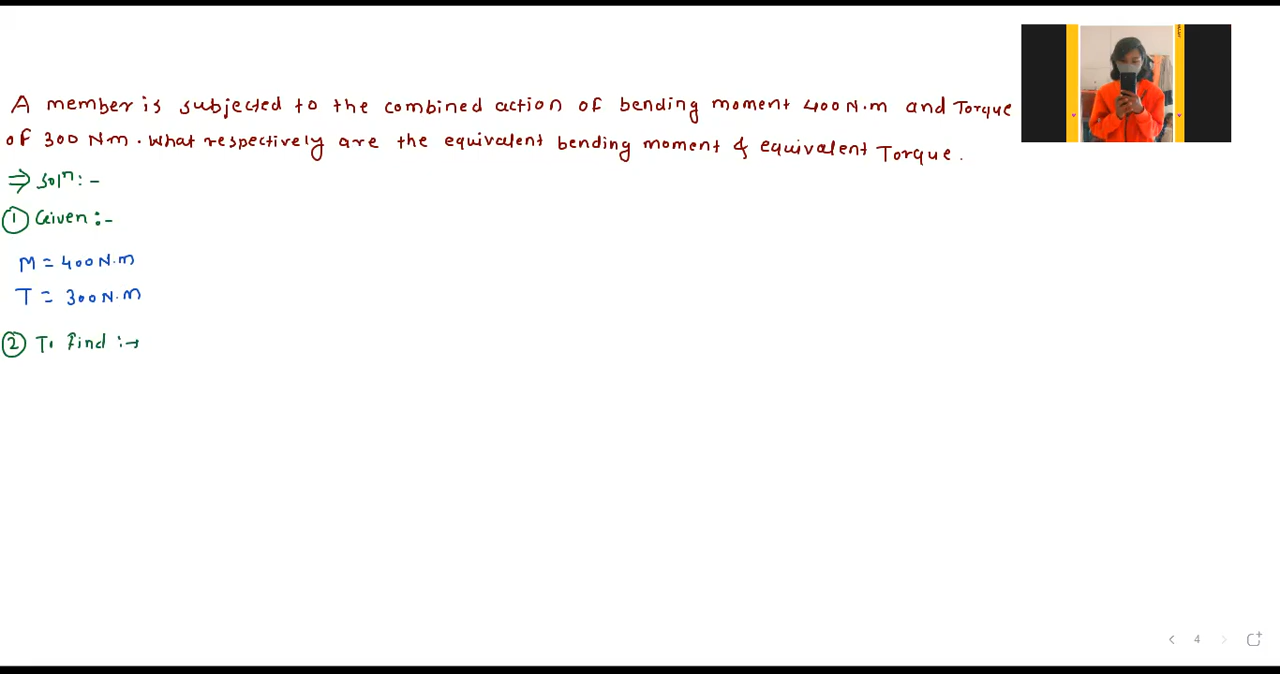 A member is subjected to the combined action of bending moment 400 N.m and Torque
of 300 Nm. What respectively are the equivalent bending moment & equivalent Torque.
⇒ Solⁿ:-
① Given :-
M = 400 N.m
T = 300 N.m
② To Find :→
< 4 >